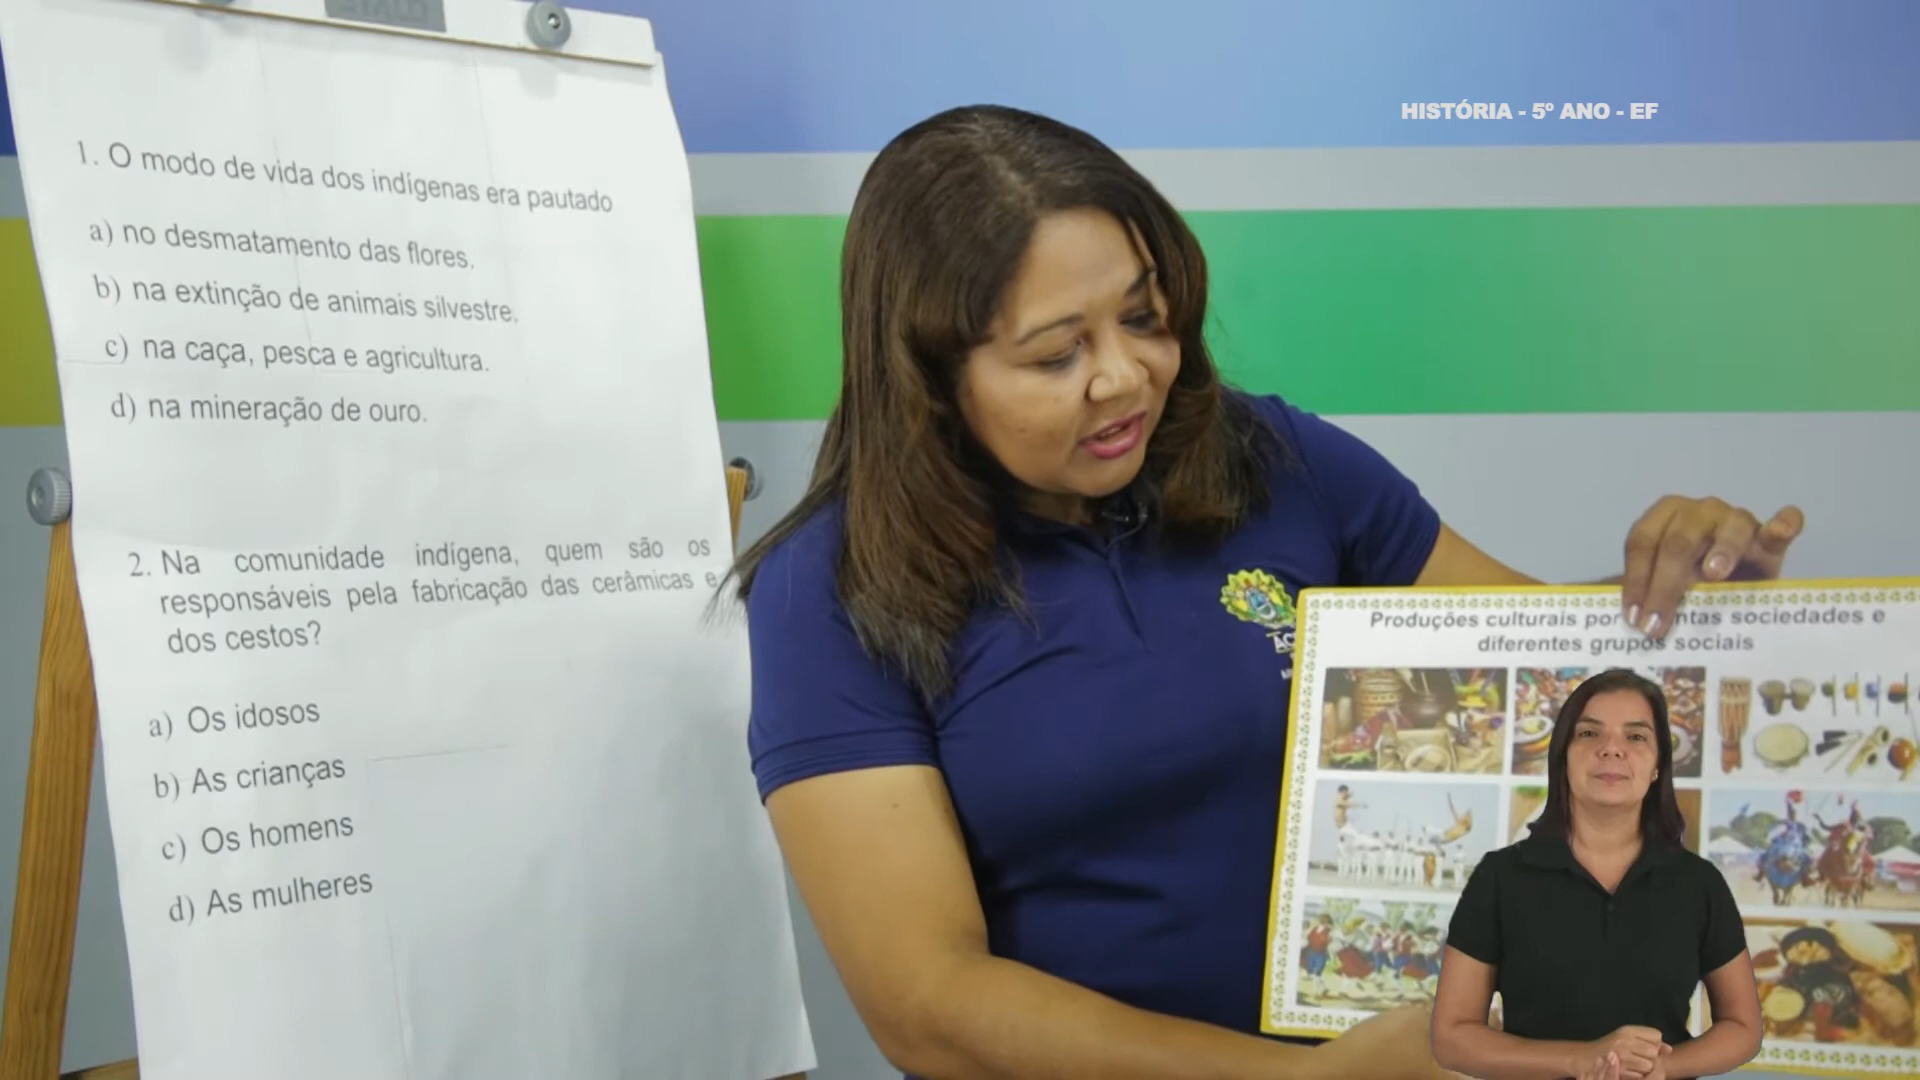 HISTÓRIA - 5º ANO - EF
1. O modo de vida dos indígenas era pautado
a) no desmatamento das flores.
b) na extinção de animais silvestre.
c) na caça, pesca e agricultura.
d) na mineração de ouro.
2. Na comunidade indígena, quem são os
responsáveis pela fabricação das cerâmicas e
dos cestos?
a) Os idosos
b) As crianças
c) Os homens
d) As mulheres
Produções culturais por sociedades e
diferentes grupos sociais